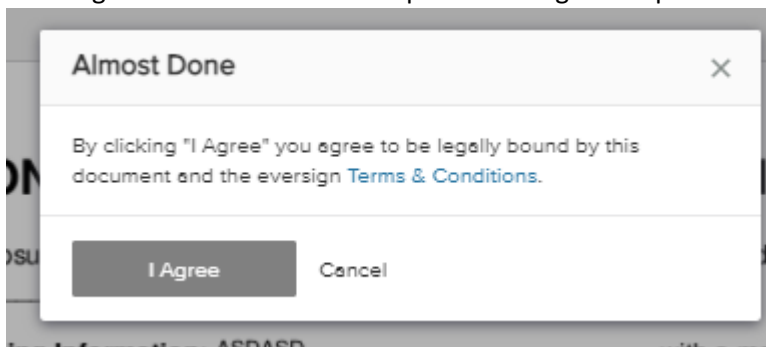 Almost Done
By clicking "I Agree" you agree to be legally bound by this
document and the eversign Terms & Conditions.
I Agree Cancel